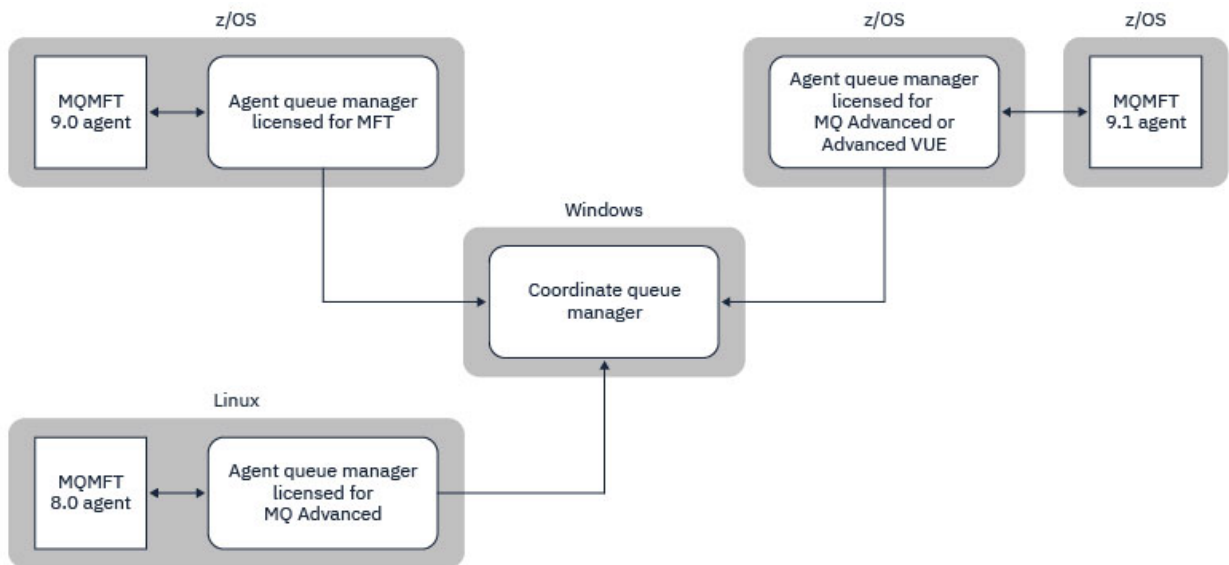 z/OS
MQMFT
9.0 agent
Agent queue manager
licensed for MFT
z/OS
Agent queue manager
licensed for
MQ Advanced or
Advanced VUE
z/OS
MQMFT
9.1 agent
Windows
Coordinate queue
manager
Linux
MQMFT
8.0 agent
Agent queue manager
licensed for
MQ Advanced